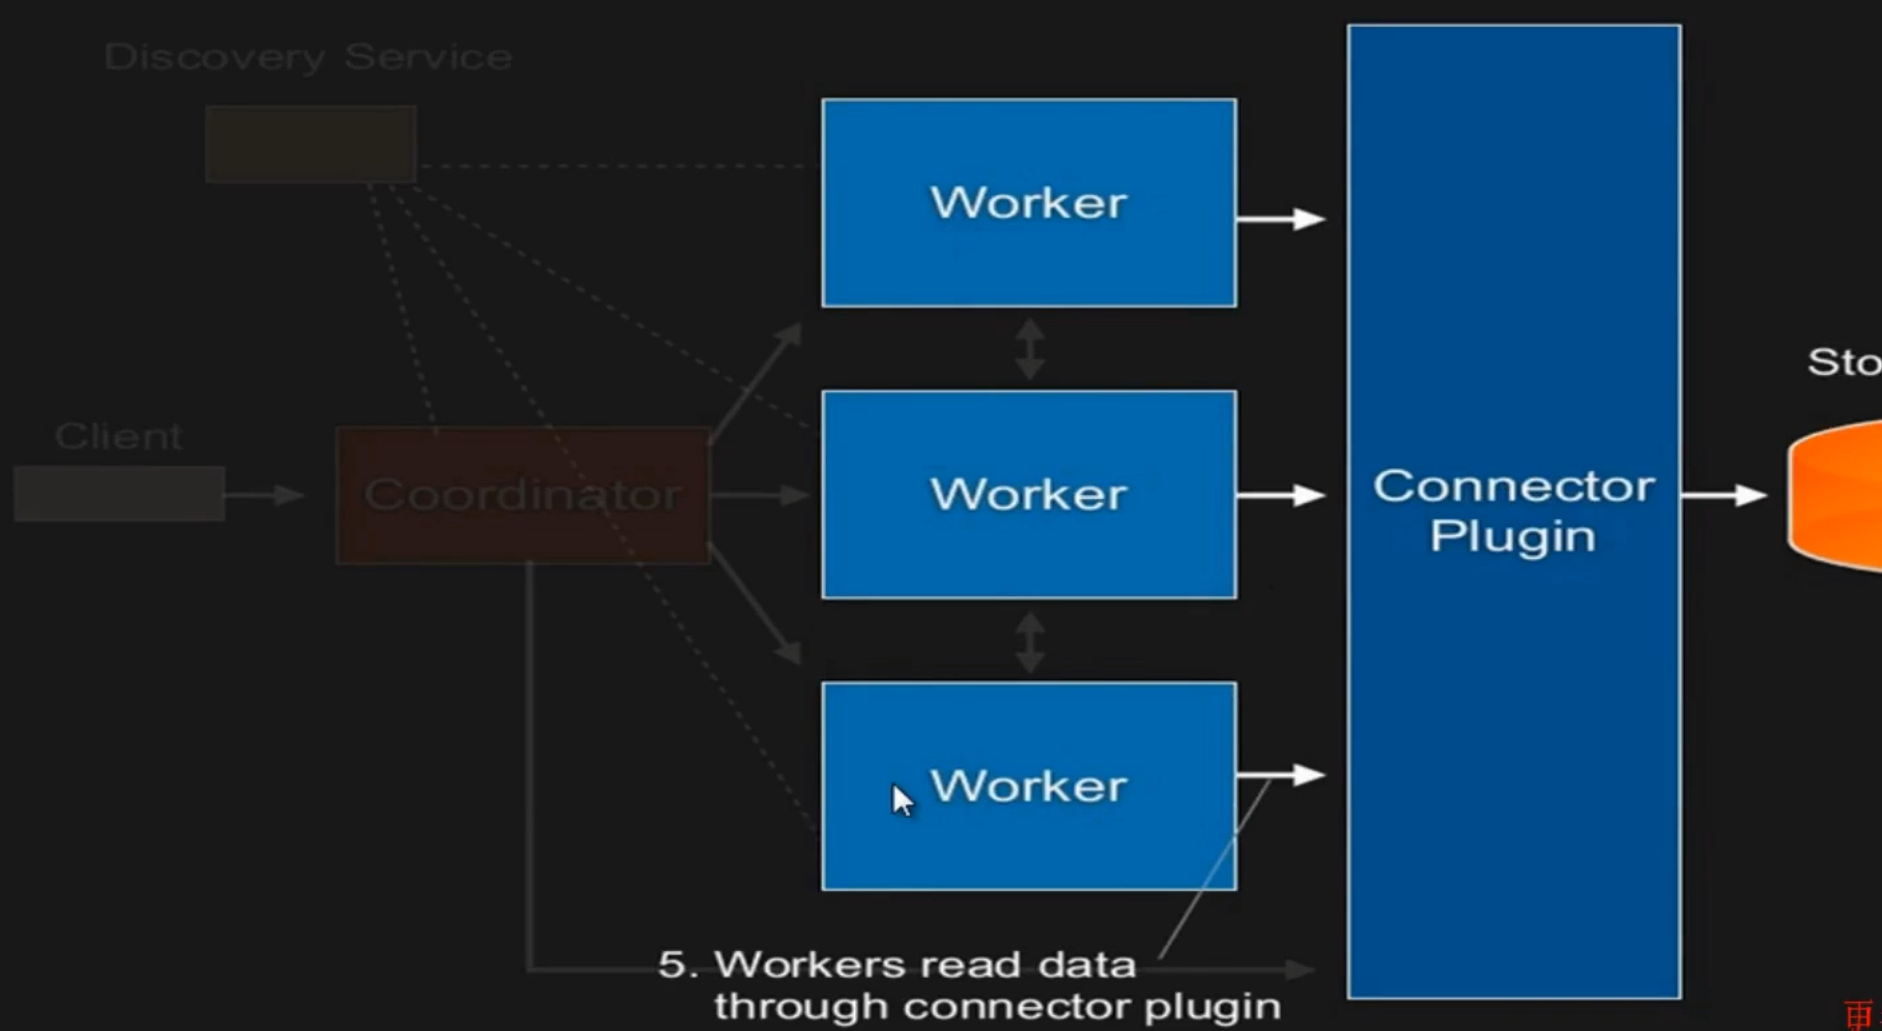 Discovery Service
Worker
Sto
Client
Coordinator
Worker
Connector
Plugin
Worker
5. Workers read data
through connector plugin